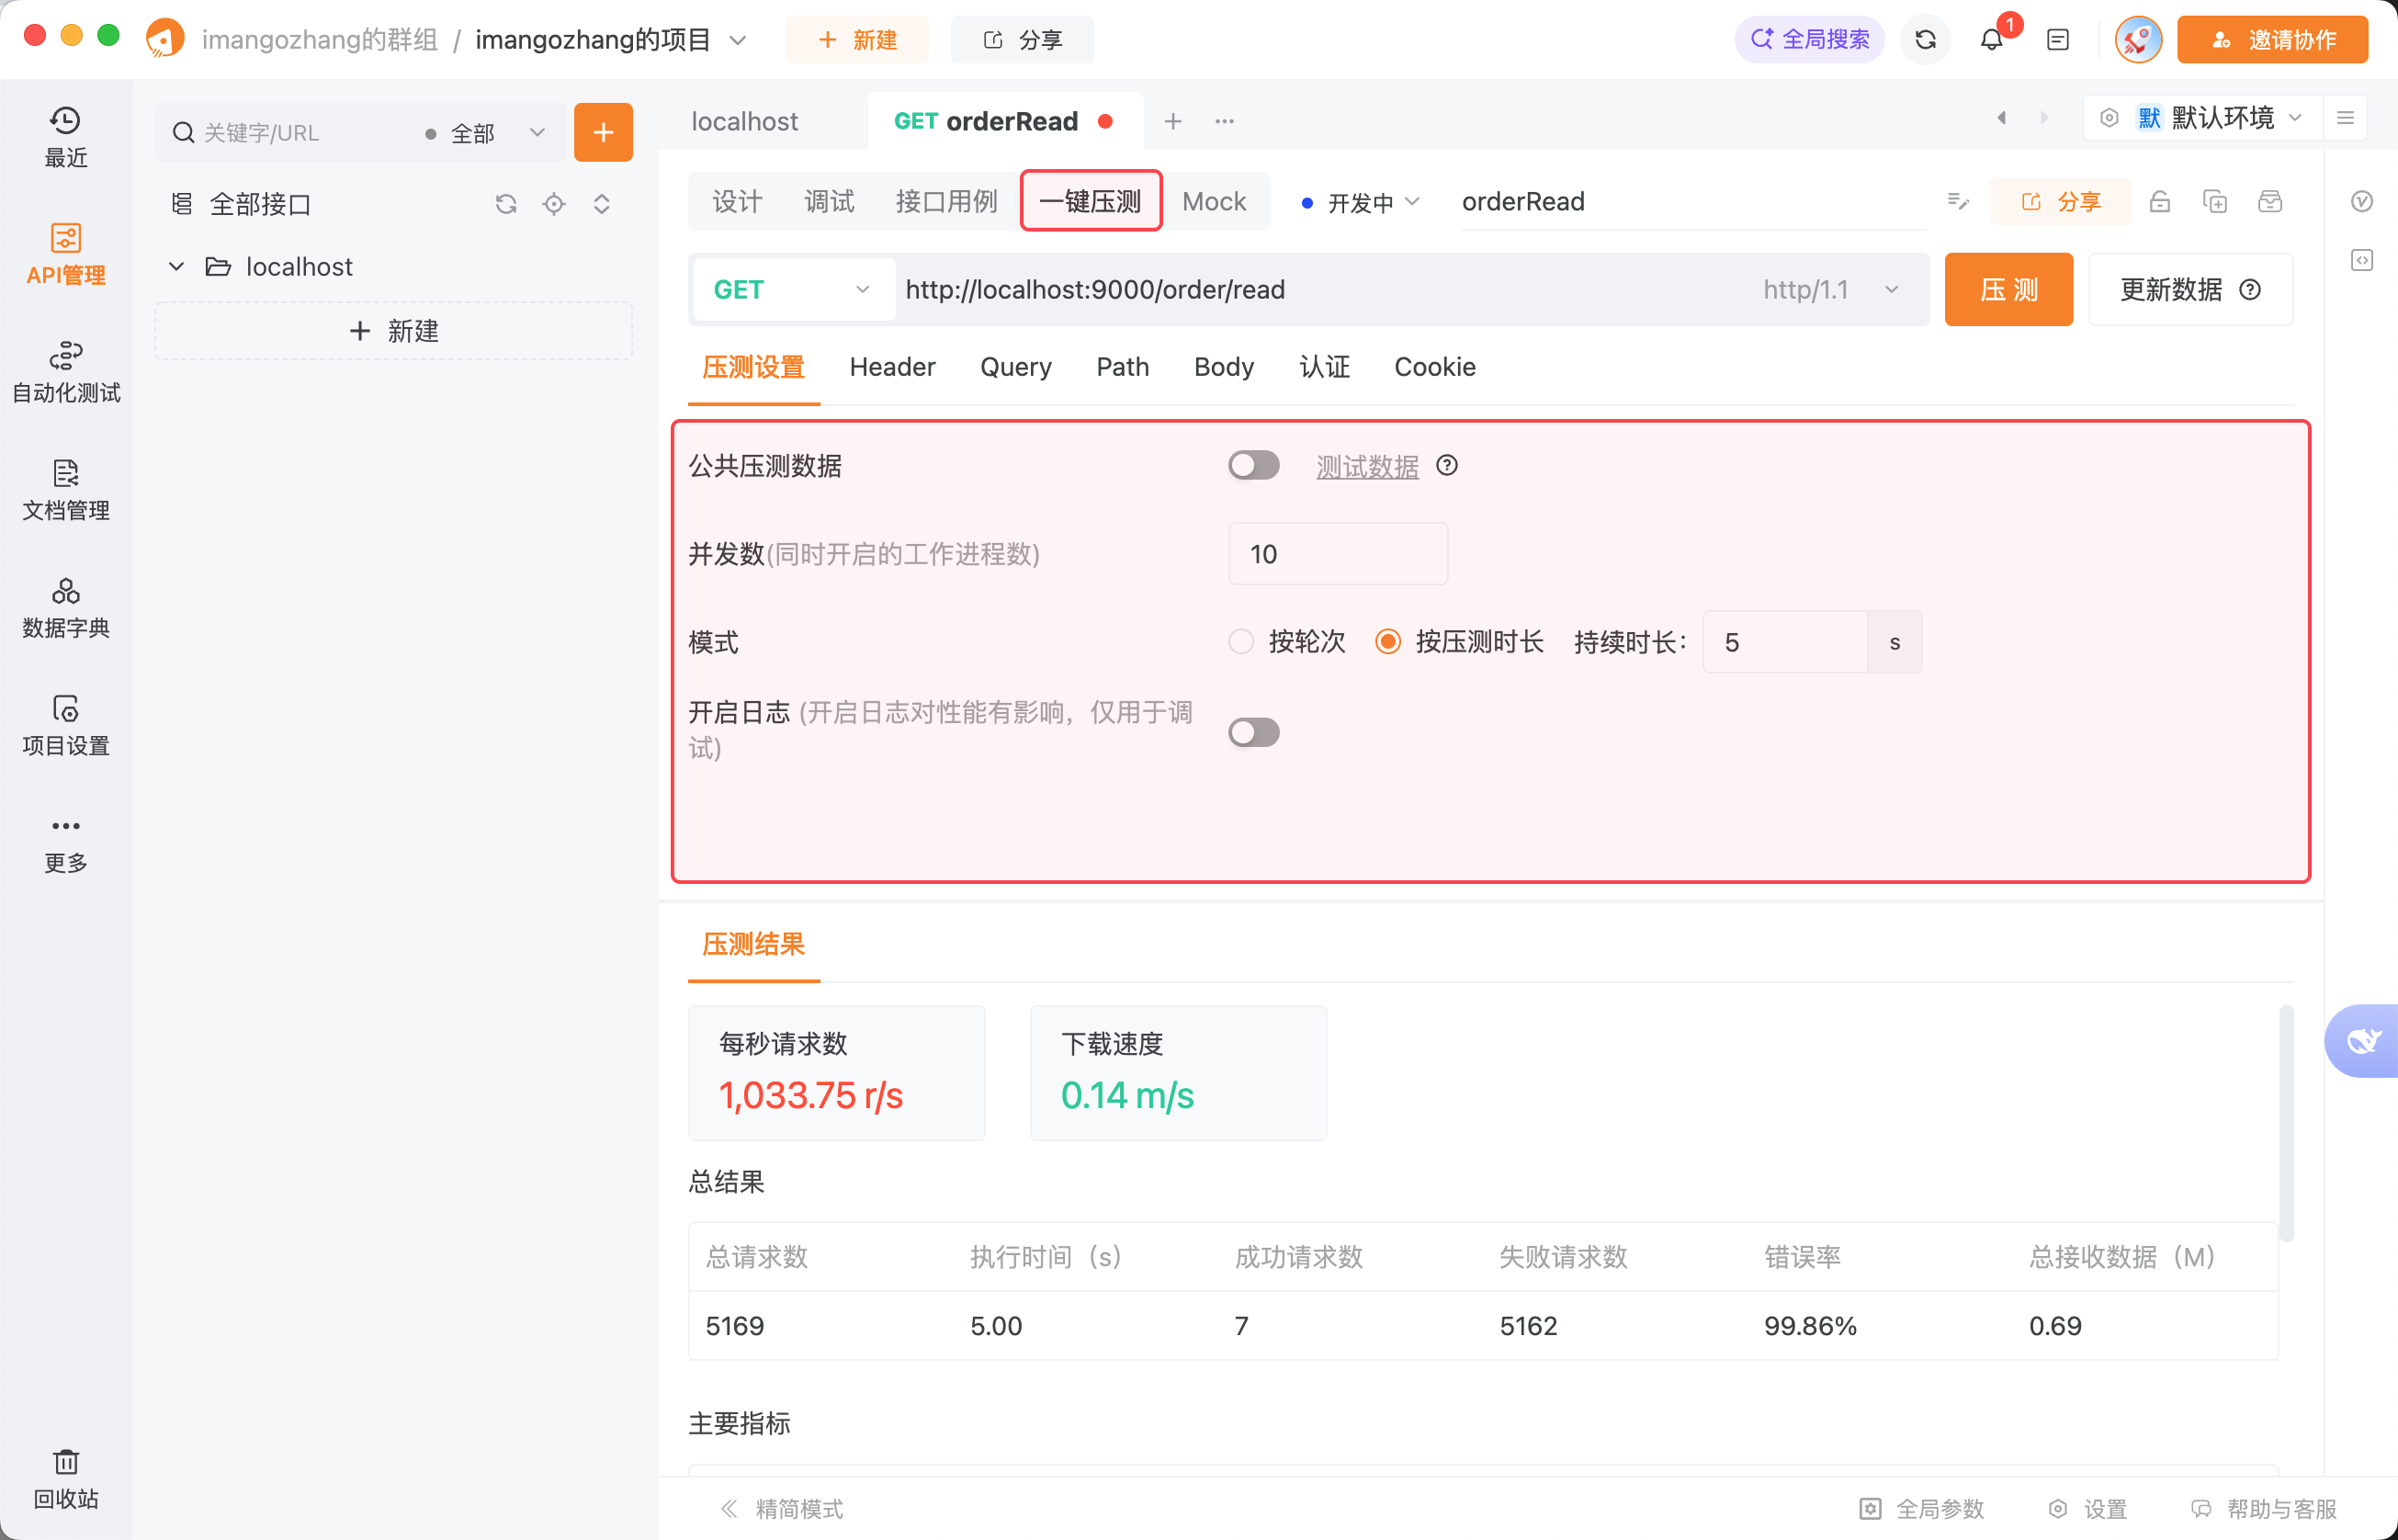 imangozhang的群组 / imangozhang的项目
新建
分享
全局搜索
1
邀请协作
最近
API管理
自动化测试
文档管理
数据字典
项目设置
更多
回收站
关键字/URL
全部
全部接口
localhost
新建
localhost
GET orderRead
默 默认环境
设计 调试 接口用例 一键压测 Mock
开发中
orderRead
分享
GET http://localhost:9000/order/read http/1.1
压 测
更新数据
压测设置 Header Query Path Body 认证 Cookie
公共压测数据 测试数据
并发数(同时开启的工作进程数) 10
模式 按轮次 按压测时长 持续时长: 5 s
开启日志 (开启日志对性能有影响，仅用于调
试)
压测结果
每秒请求数 下载速度
1,033.75 r/s 0.14 m/s
总结果
总请求数 执行时间（s） 成功请求数 失败请求数 错误率 总接收数据（M）
5169 5.00 7 5162 99.86% 0.69
主要指标
精简模式 全局参数 设置 帮助与客服